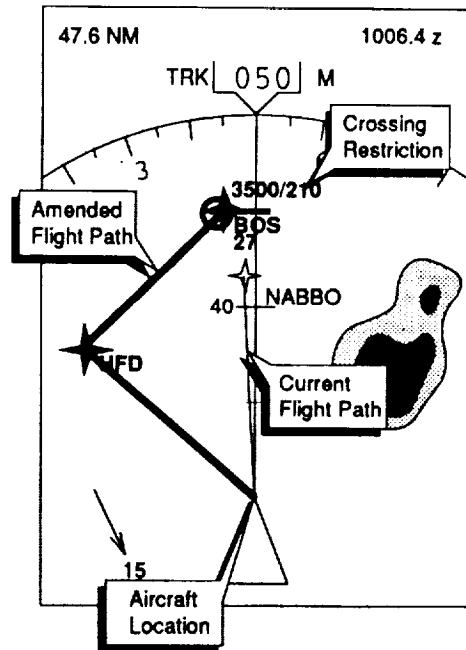 47.6 NM
1006.4 z
TRK 050 M
Crossing
Restriction
3
3500/210
Amended
Flight Path
BOS
27
40
NABBO
HFD
Current
Flight Path
15
Aircraft
Location